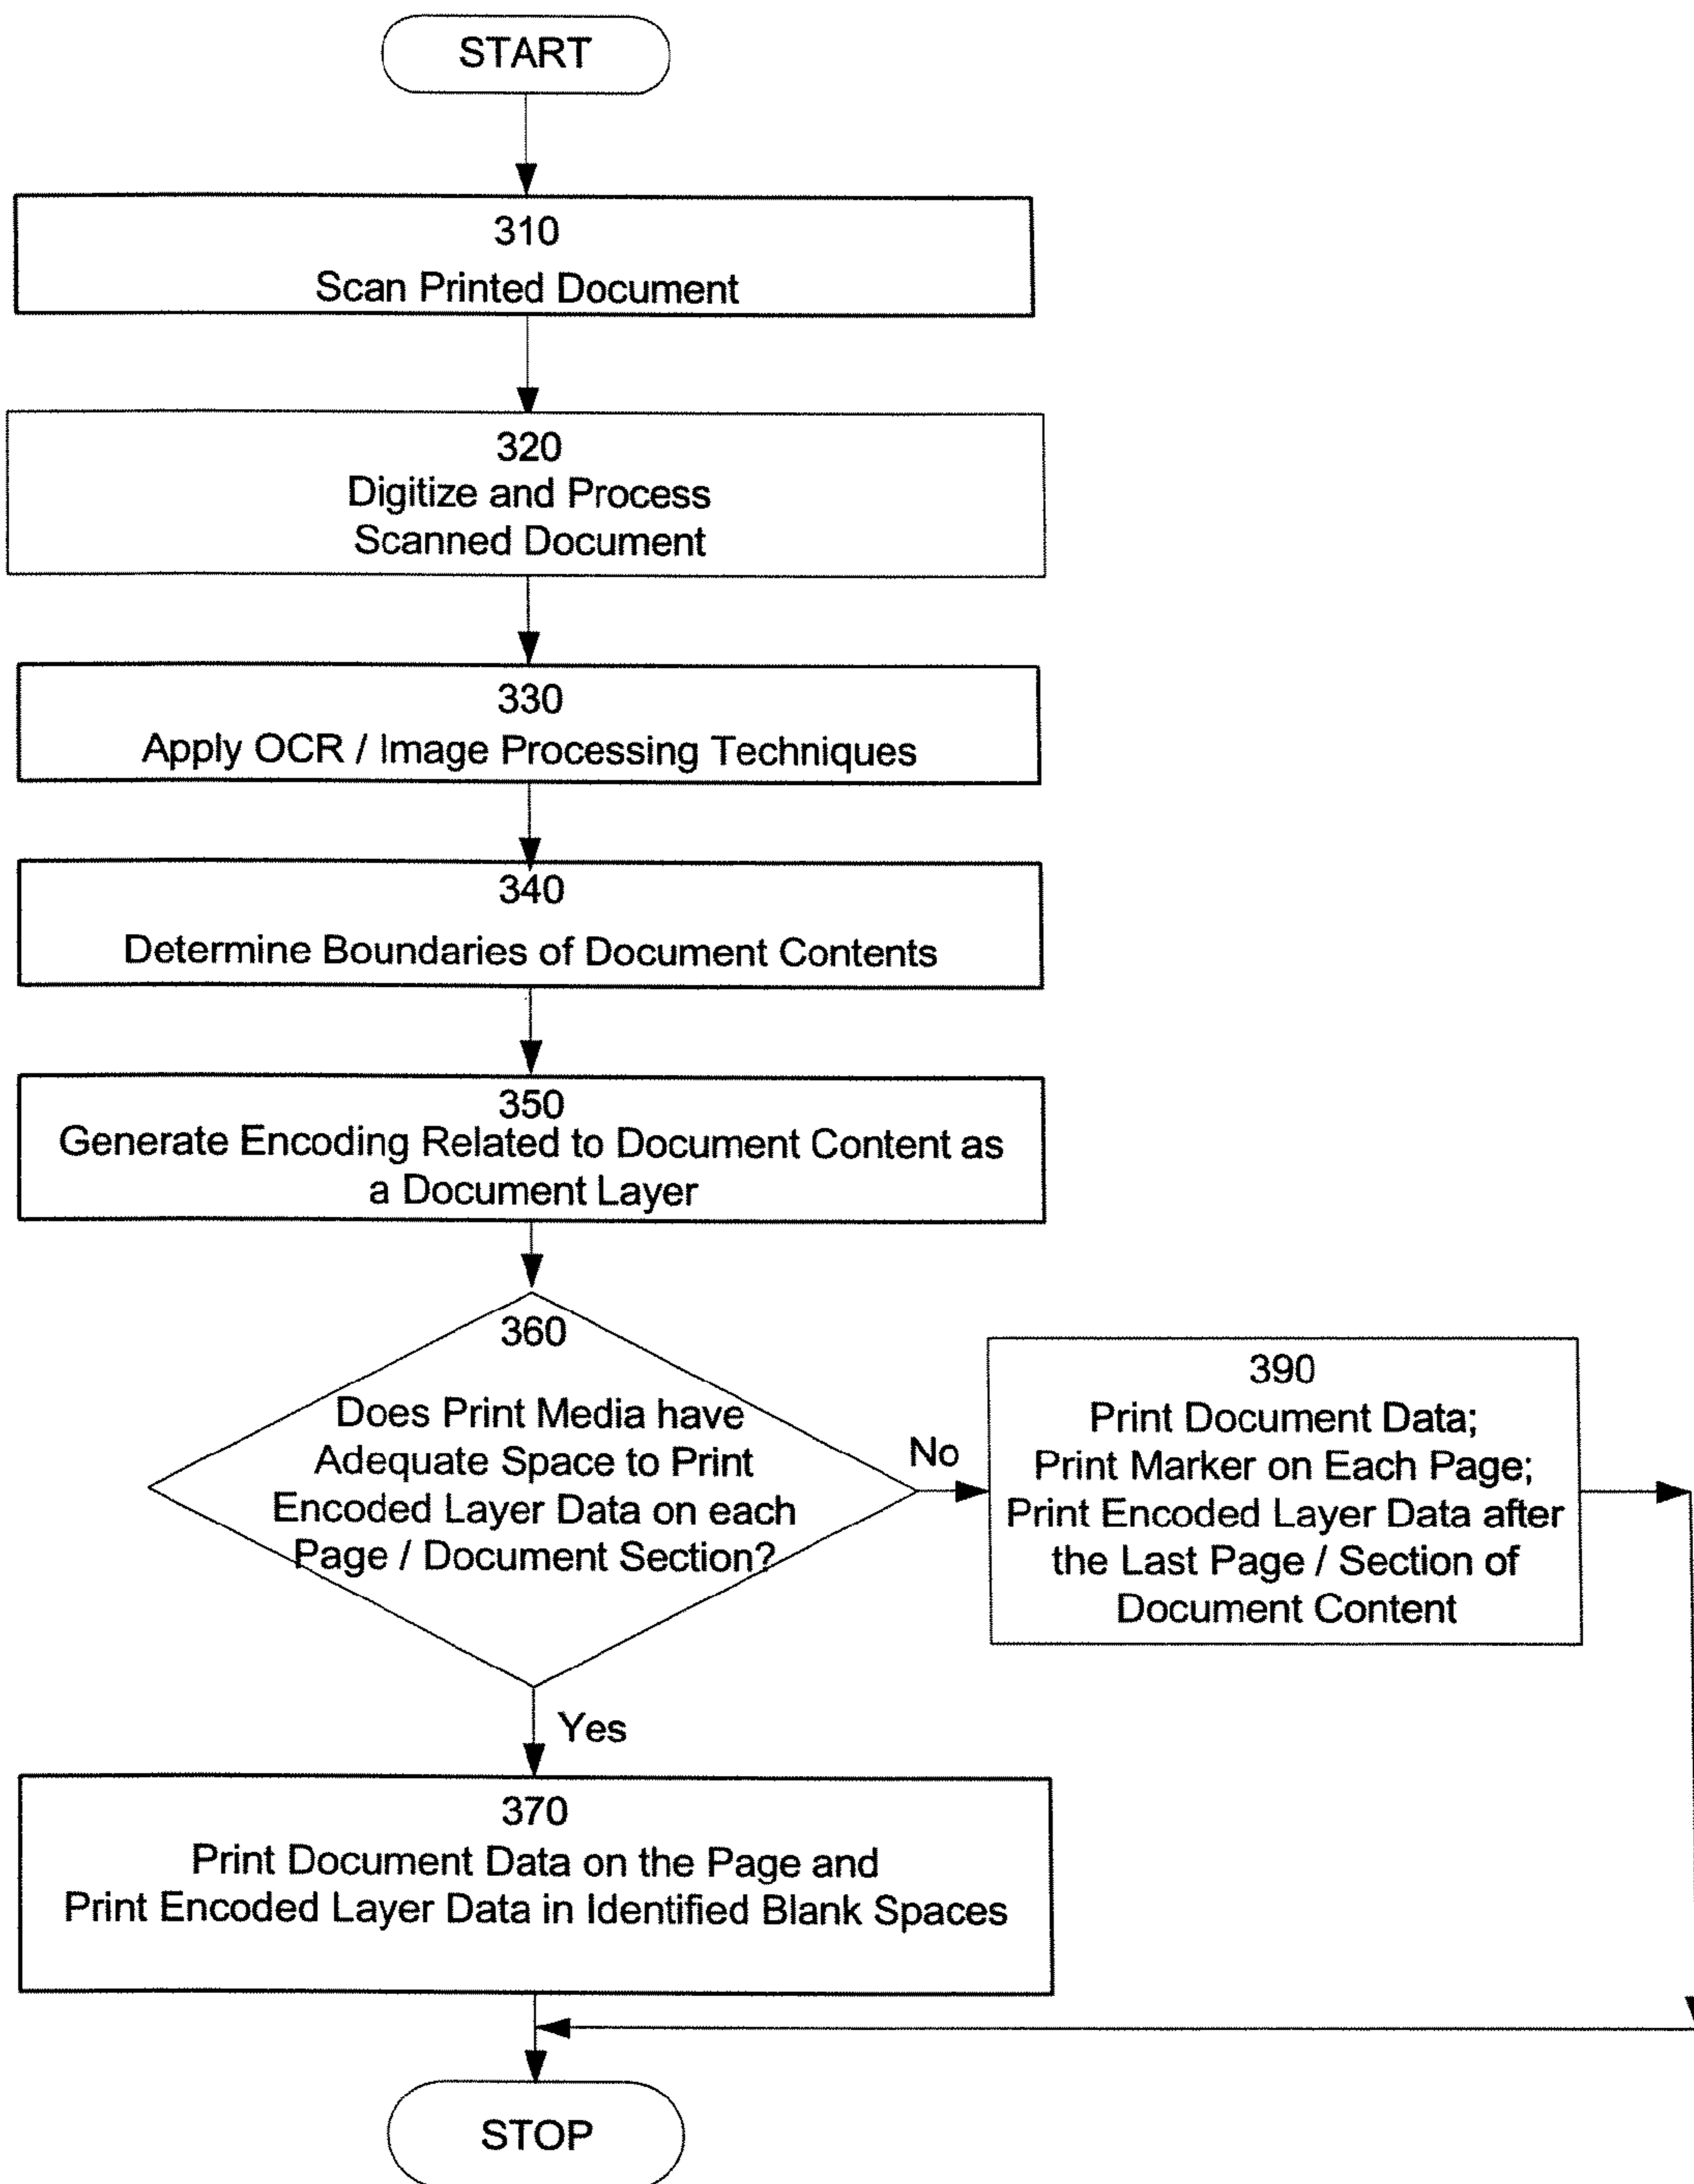 START
310
Scan Printed Document
320
Digitize and Process
Scanned Document
330
Apply OCR / Image Processing Techniques
340
Determine Boundaries of Document Contents
350
Generate Encoding Related to Document Content as
a Document Layer
360
Does Print Media have
Adequate Space to Print
Encoded Layer Data on each
Page / Document Section?
No
390
Print Document Data;
Print Marker on Each Page;
Print Encoded Layer Data after
the Last Page / Section of
Document Content
Yes
370
Print Document Data on the Page and
Print Encoded Layer Data in Identified Blank Spaces
STOP